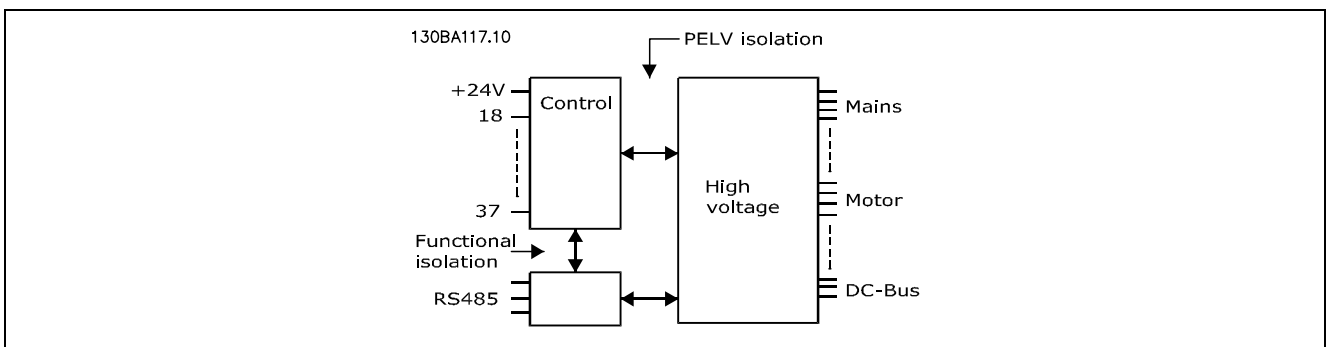 130BA117.10
PELV isolation
+24V
Control
18
Mains
High
voltage
37
Motor
Functional
isolation
RS485
DC-Bus